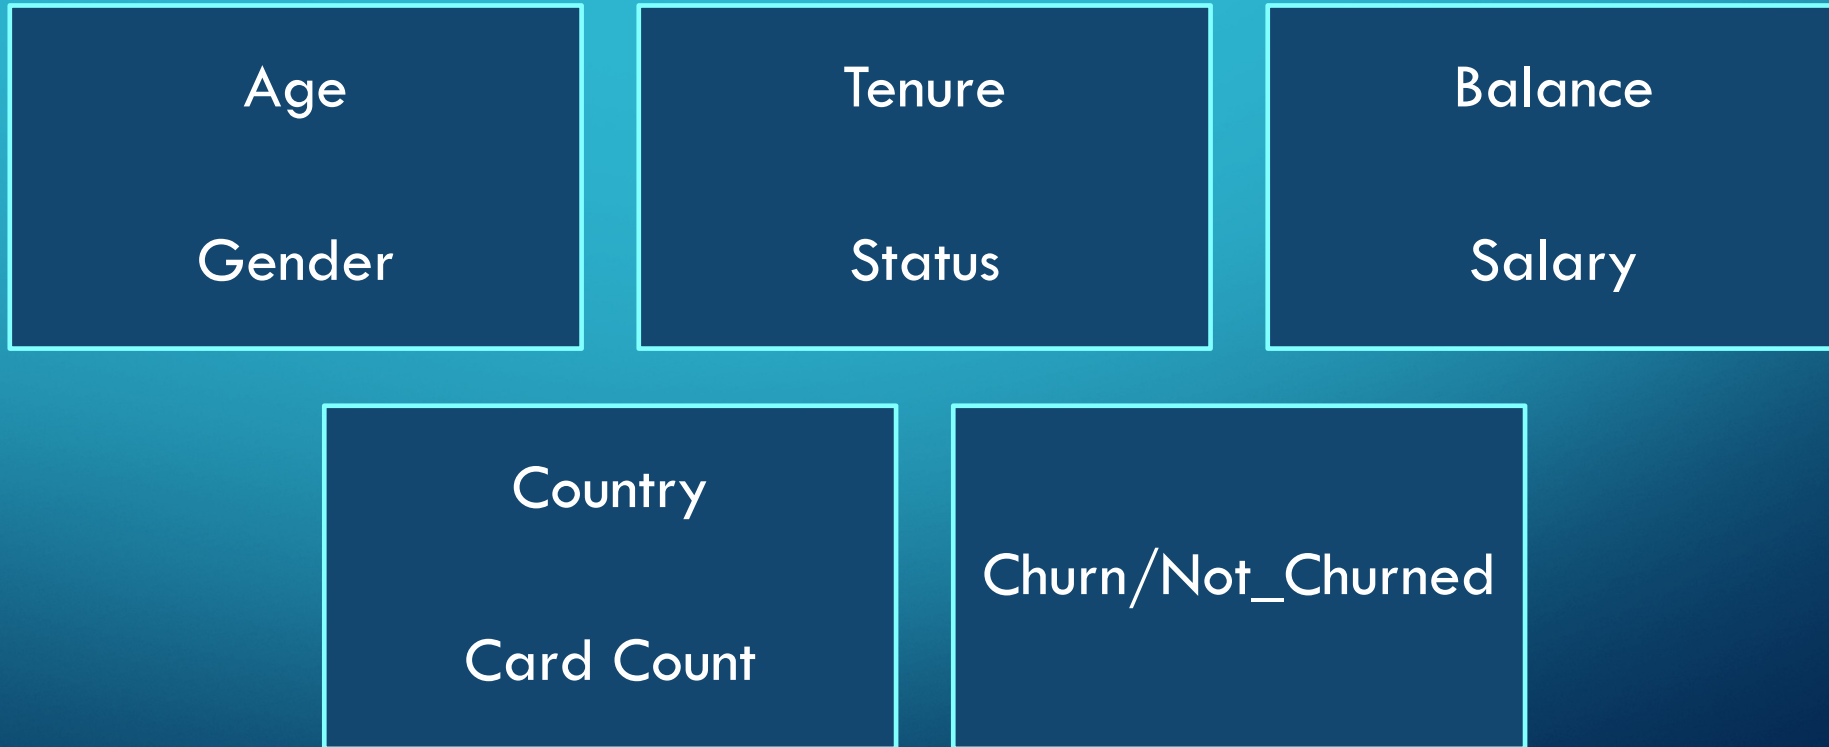 Age
Gender
Tenure
Status
Balance
Salary
Country
Card Count
Churn/Not_Churned